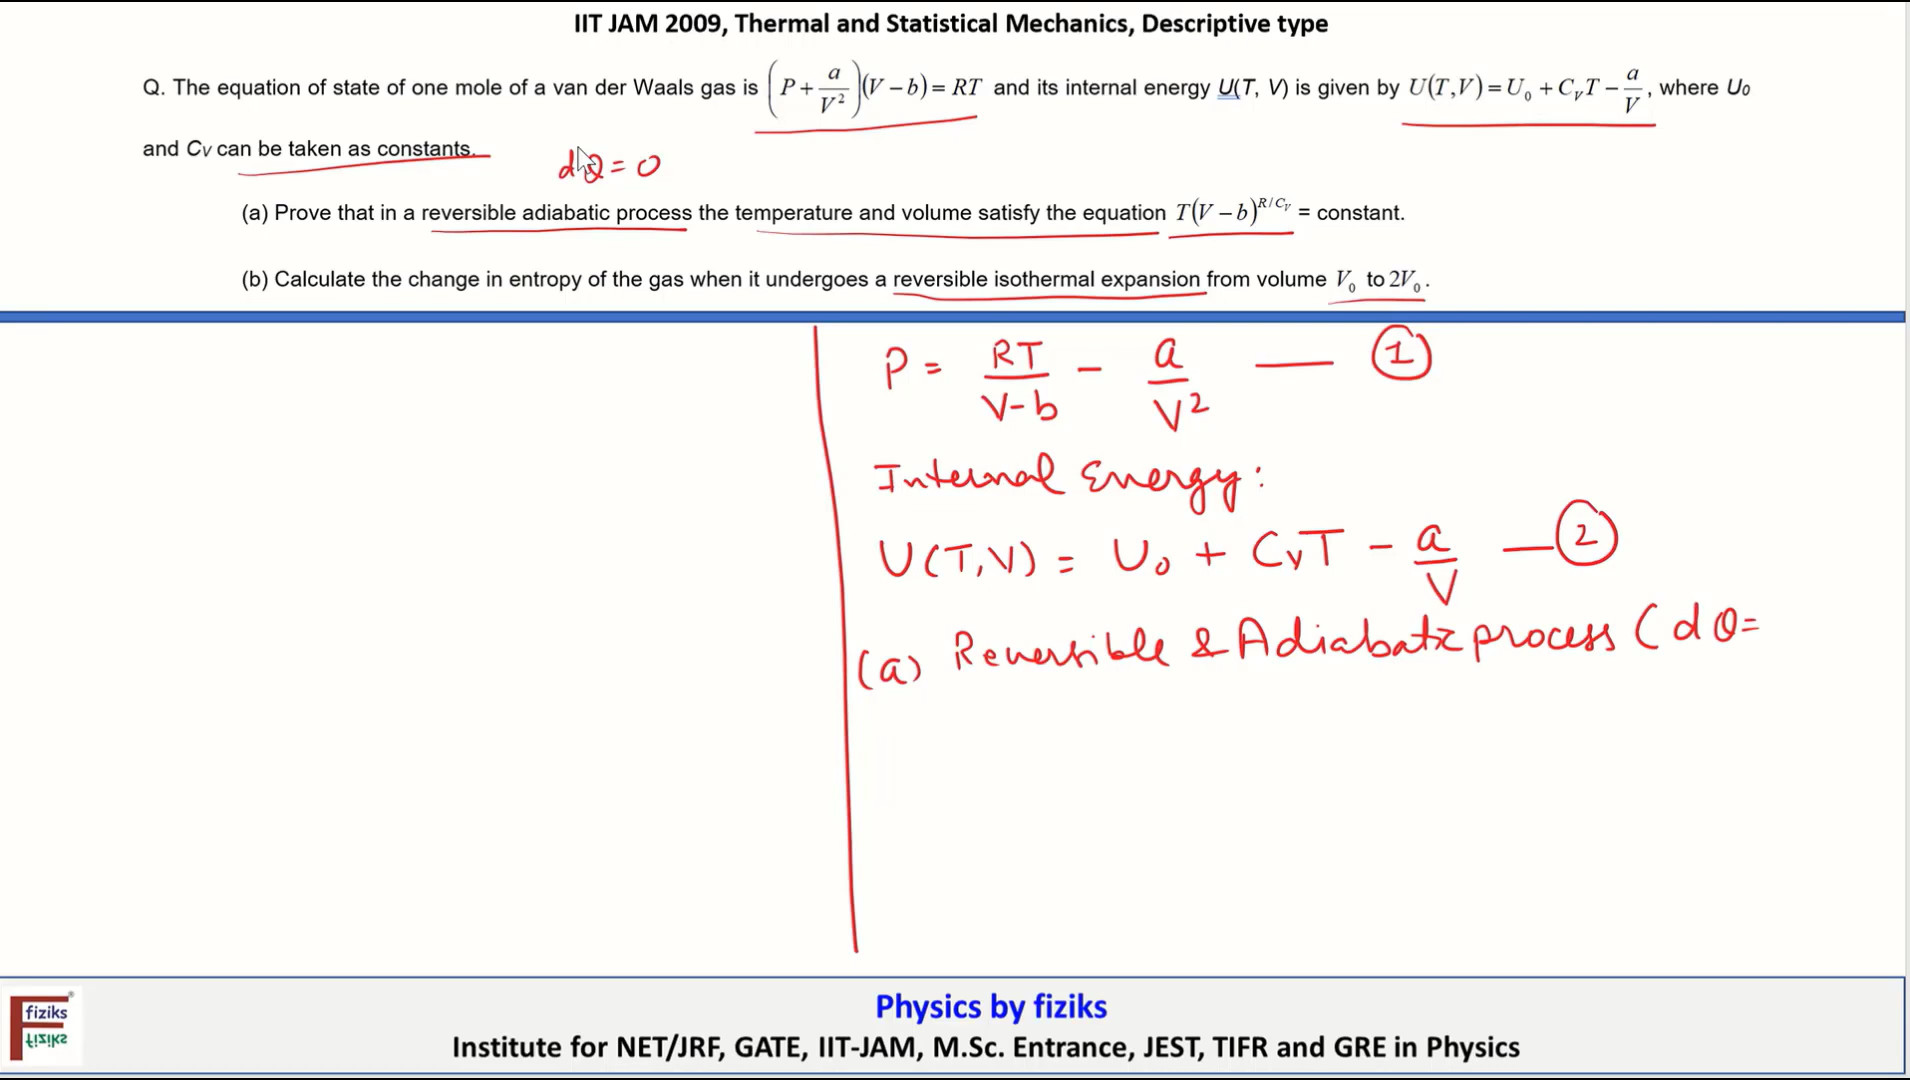 IIT JAM 2009, Thermal and Statistical Mechanics, Descriptive type
Q. The equation of state of one mole of a van der Waals gas is (P + a/V²)(V − b) = RT and its internal energy U(T, V) is given by U(T,V) = U₀ + C_V T − a/V, where U₀
and Cv can be taken as constants.
dQ = 0
(a) Prove that in a reversible adiabatic process the temperature and volume satisfy the equation T(V − b)^{R/C_V} = constant.
(b) Calculate the change in entropy of the gas when it undergoes a reversible isothermal expansion from volume V₀ to 2V₀.
P = RT/(V-b) - a/V² — 1
Internal Energy:
U(T,V) = U₀ + C_V T - a/V — 2
(a) Reversible & Adiabatic process (dQ=
fiziks®
fiziks
Physics by fiziks
Institute for NET/JRF, GATE, IIT-JAM, M.Sc. Entrance, JEST, TIFR and GRE in Physics